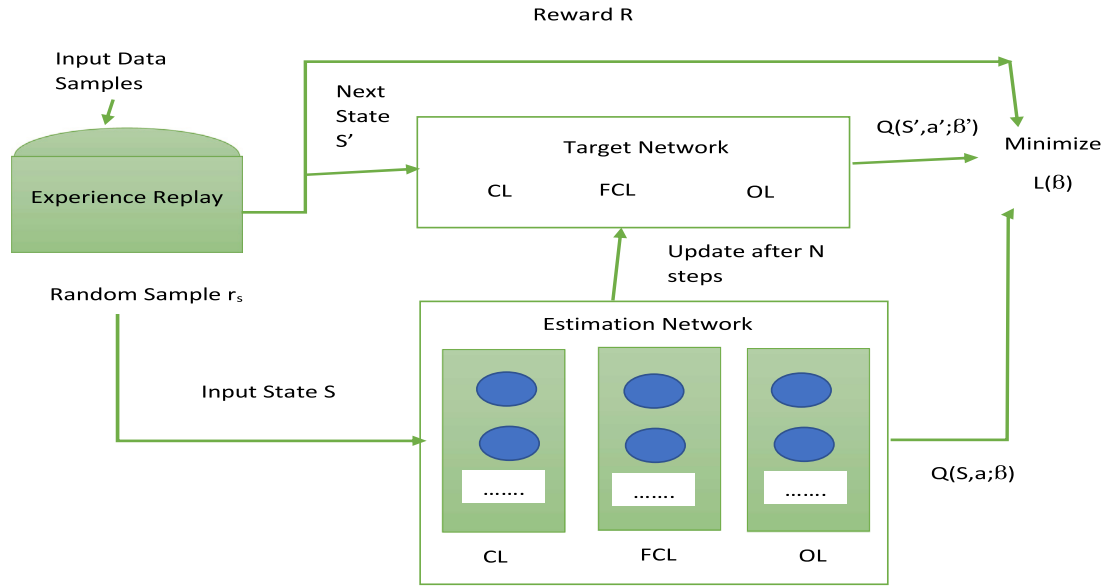 Reward R
Input Data
Samples
Next
State
S’
Experience Replay
Target Network
CL
FCL
OL
Q(S’,a’;β’)
Minimize
L(β)
Update after N
steps
Random Sample rₛ
Input State S
Estimation Network
.......
.......
.......
CL
FCL
OL
Q(S,a;β)